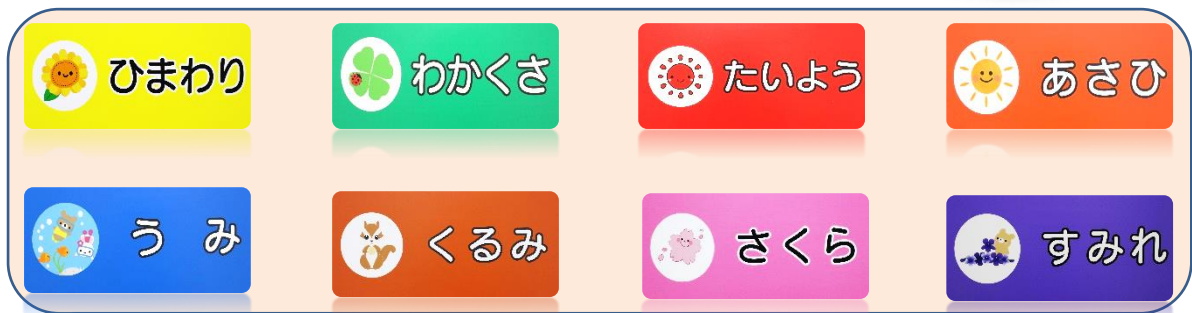 ひまわり
わかくさ
たいよう
あさひ
うみ
くるみ
さくら
すみれ